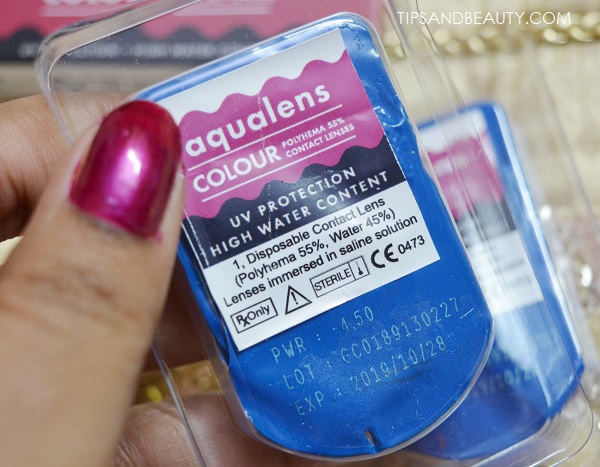 TIPSANDBEAUTY.COM
aqualens
COLOUR POLYHEMA 55%
CONTACT LENSES
UV PROTECTION
HIGH WATER CONTENT
1, Disposable Contact Lens
(Polyhema 55%, Water 45%)
Lenses immersed in saline solution
RxOnly STERILE CE 0473
PWR : 4.50
LOT : GC0189130227
EXP : 2019/10/28